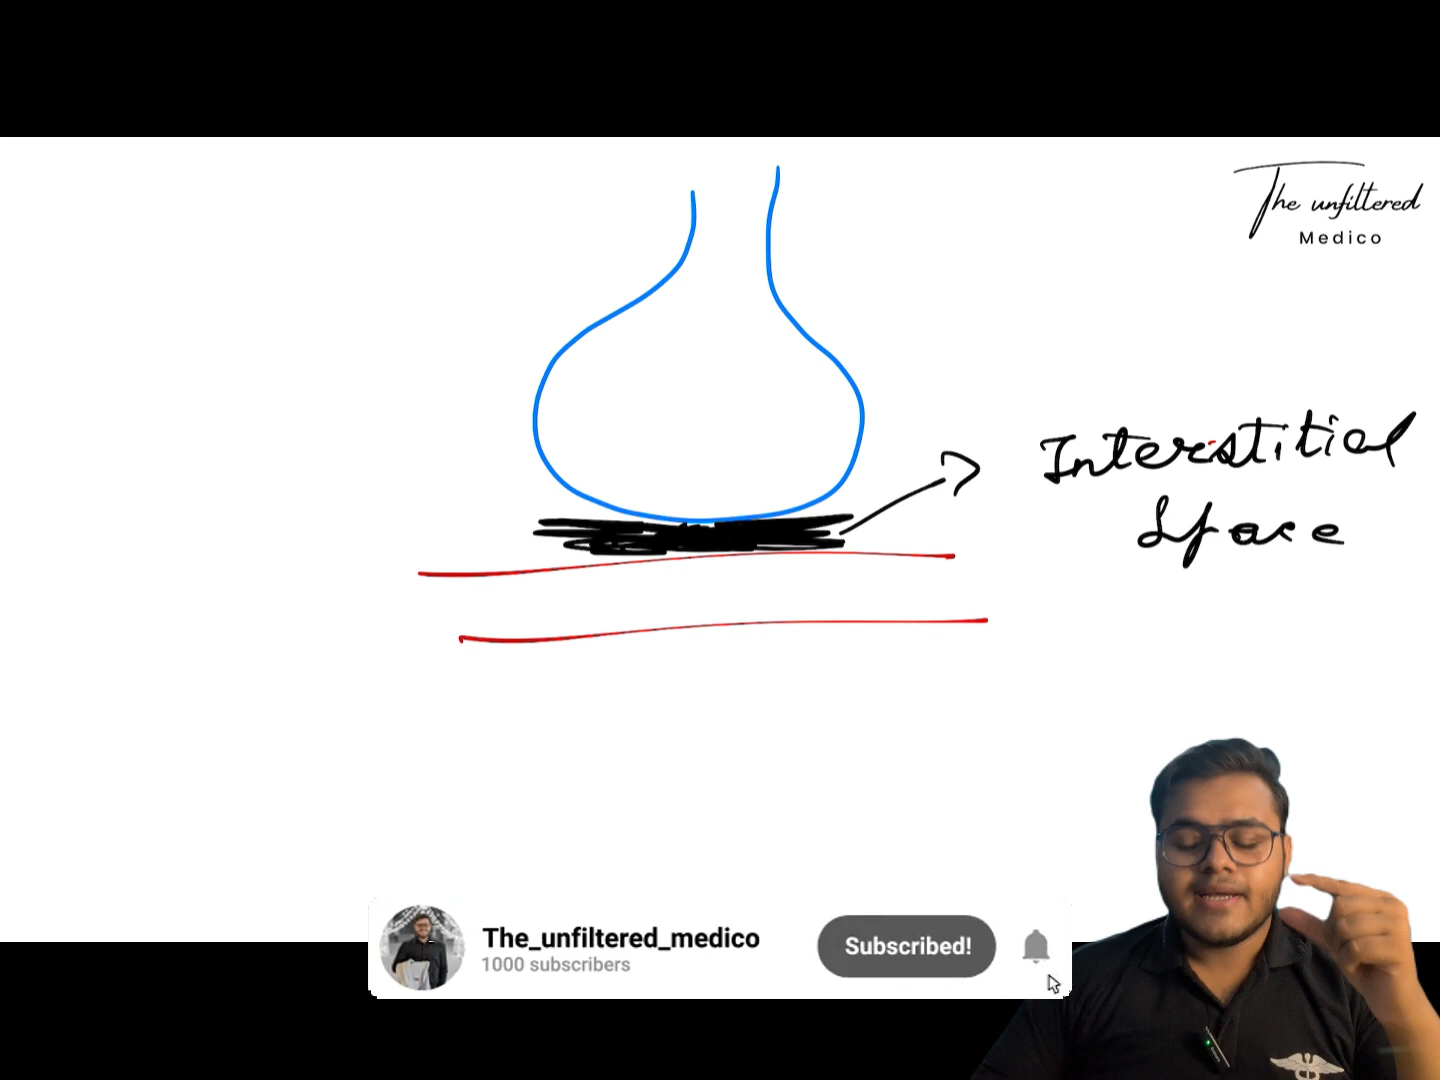 The unfiltered
Medico
Interstitial
Space
The_unfiltered_medico
1000 subscribers
Subscribed!